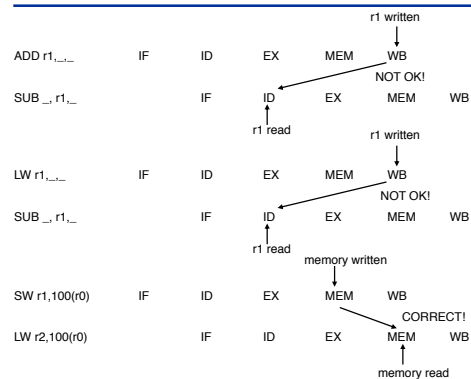 r1 written
ADD r1,_,_ IF ID EX MEM WB
NOT OK!
SUB _, r1,_ IF ID EX MEM WB
r1 read
r1 written
LW r1,_,_ IF ID EX MEM WB
NOT OK!
SUB _, r1,_ IF ID EX MEM WB
r1 read
memory written
SW r1,100(r0) IF ID EX MEM WB
CORRECT!
LW r2,100(r0) IF ID EX MEM WB
memory read